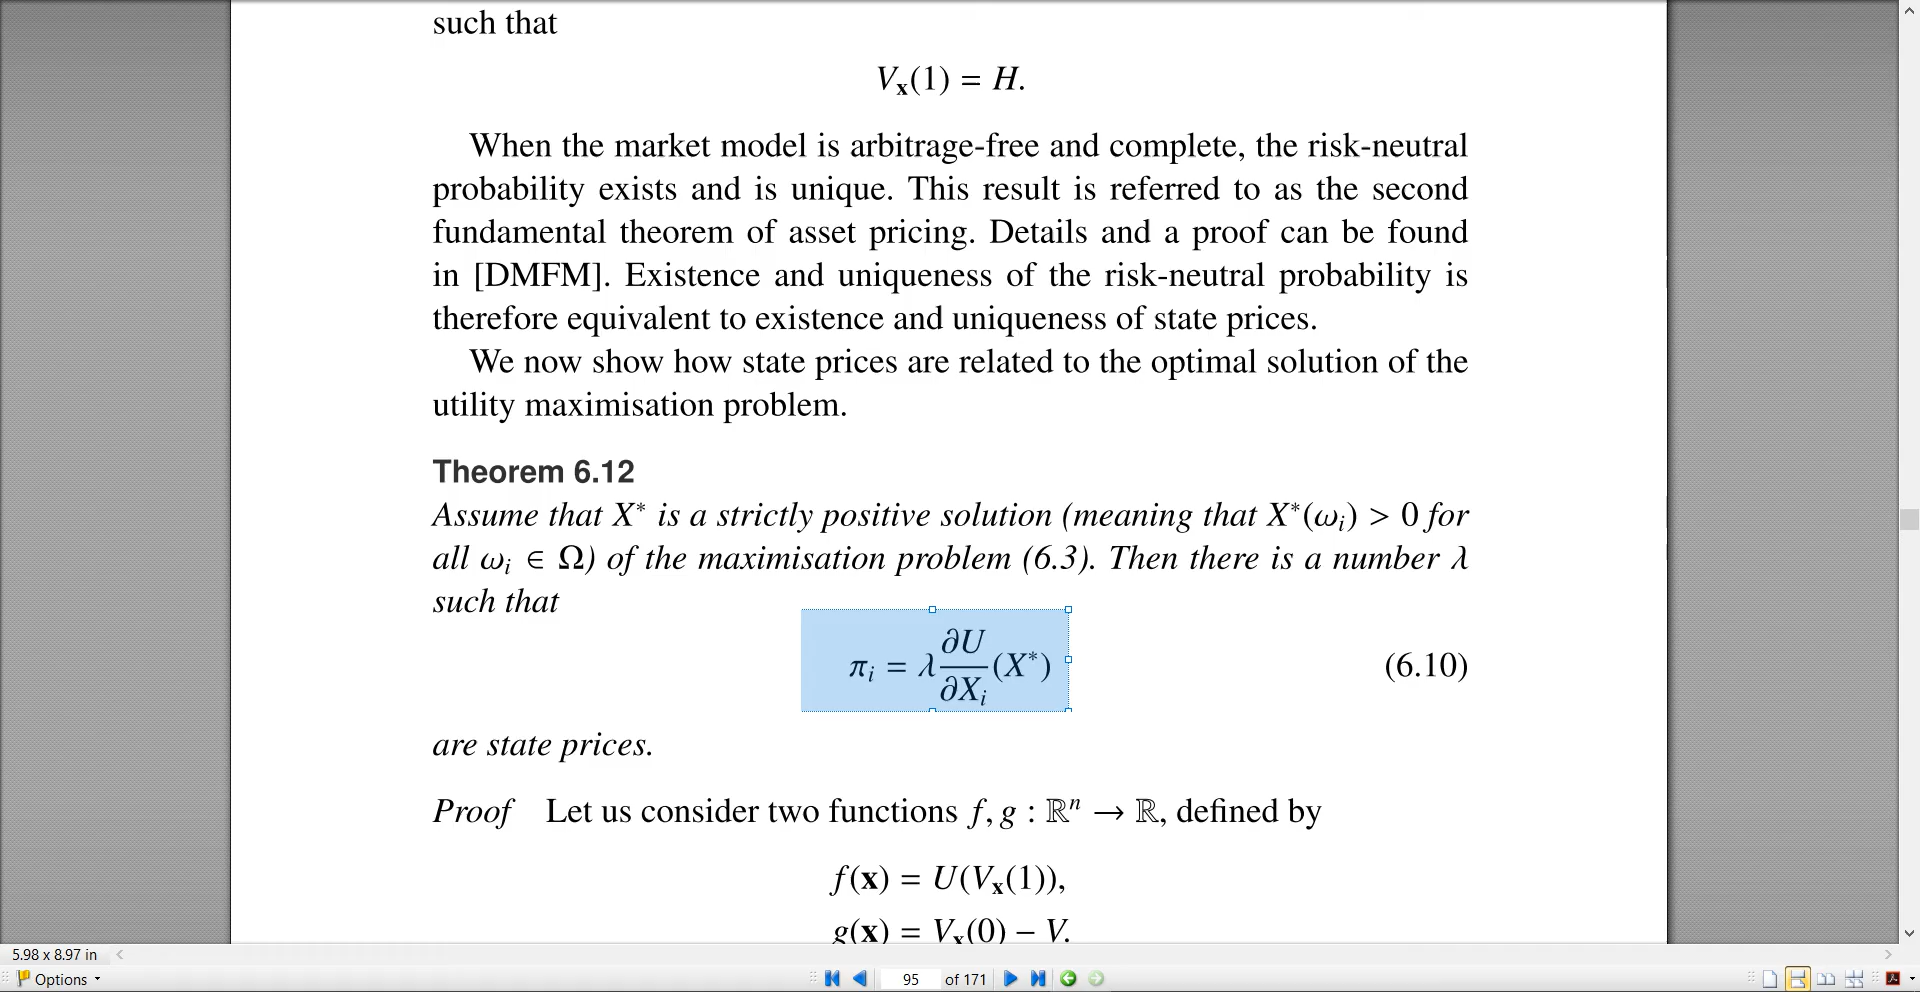 such that
Vₓ(1) = H.
When the market model is arbitrage-free and complete, the risk-neutral
probability exists and is unique. This result is referred to as the second
fundamental theorem of asset pricing. Details and a proof can be found
in [DMFM]. Existence and uniqueness of the risk-neutral probability is
therefore equivalent to existence and uniqueness of state prices.
We now show how state prices are related to the optimal solution of the
utility maximisation problem.
Theorem 6.12
Assume that X* is a strictly positive solution (meaning that X*(ωᵢ) > 0 for
all ωᵢ ∈ Ω) of the maximisation problem (6.3). Then there is a number λ
such that
πᵢ = λ ∂U/∂Xᵢ (X*) (6.10)
are state prices.
Proof Let us consider two functions f, g : ℝⁿ → ℝ, defined by
f(x) = U(Vₓ(1)),
g(x) = Vₓ(0) − V.
5.98 x 8.97 in
Options 95 of 171